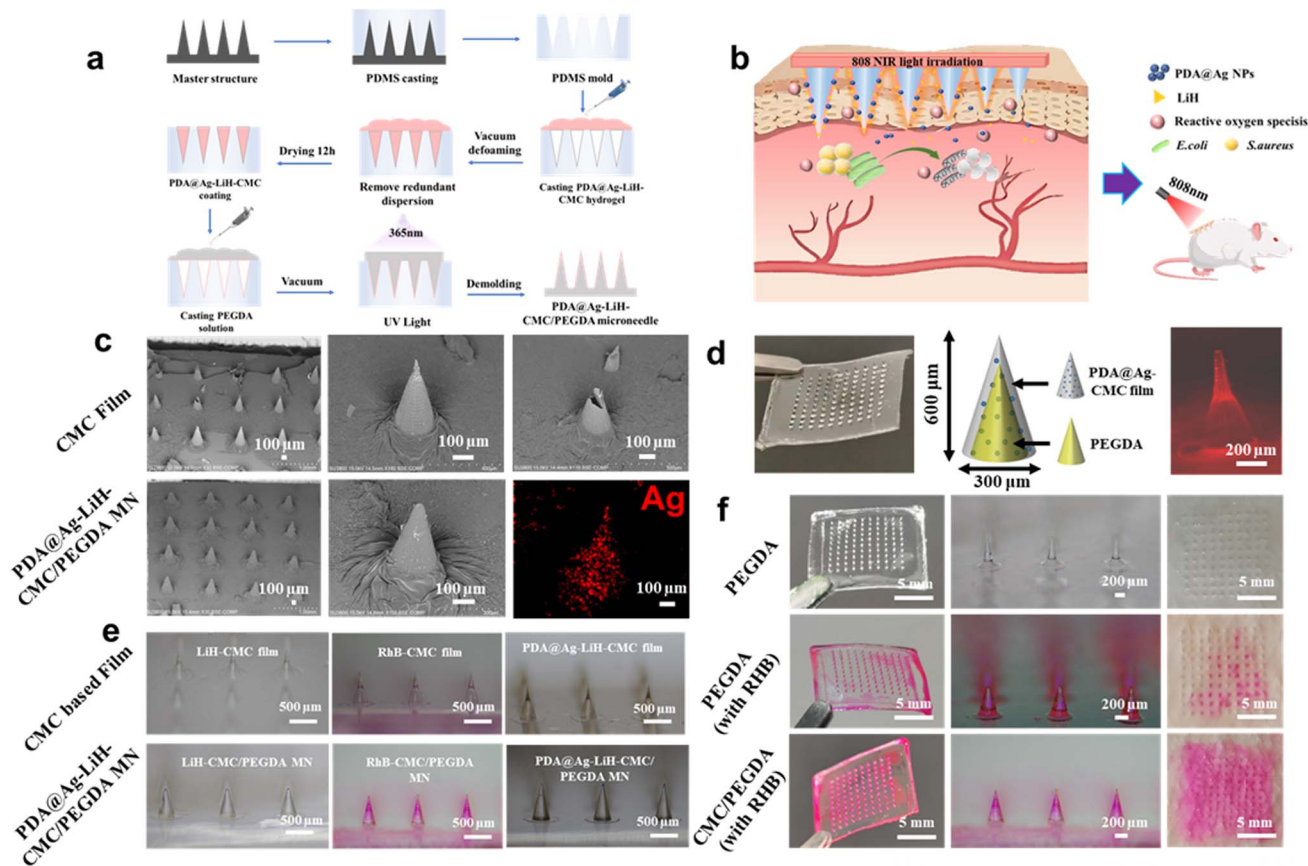 a
Master structure
PDMS casting
PDMS mold
Drying 12h
Vacuum
defoaming
PDA@Ag-LiH-CMC
coating
Remove redundant
dispersion
Casting PDA@Ag-LiH-
CMC hydrogel
365nm
Vacuum
Demolding
Casting PEGDA
solution
UV Light
PDA@Ag-LiH-
CMC/PEGDA microneedle
b
808 NIR light irradiation
PDA@Ag NPs
LiH
Reactive oxygen specisis
E.coli
S.aureus
808nm
c
CMC Film
100 μm
100 μm
100 μm
PDA@Ag-LiH-
CMC/PEGDA MN
100 μm
100 μm
Ag
100 μm
d
600 μm
300 μm
PDA@Ag-
CMC film
PEGDA
200 μm
e
CMC based Film
LiH-CMC film
500 μm
RhB-CMC film
500 μm
PDA@Ag-LiH-CMC film
500 μm
PDA@Ag-LiH-
CMC/PEGDA MN
LiH-CMC/PEGDA MN
500 μm
RhB-CMC/PEGDA
MN
500 μm
PDA@Ag-LiH-CMC/
PEGDA MN
500 μm
f
PEGDA
5 mm
200 μm
5 mm
PEGDA
(with RHB)
5 mm
200 μm
5 mm
CMC/PEGDA
(with RHB)
5 mm
200 μm
5 mm